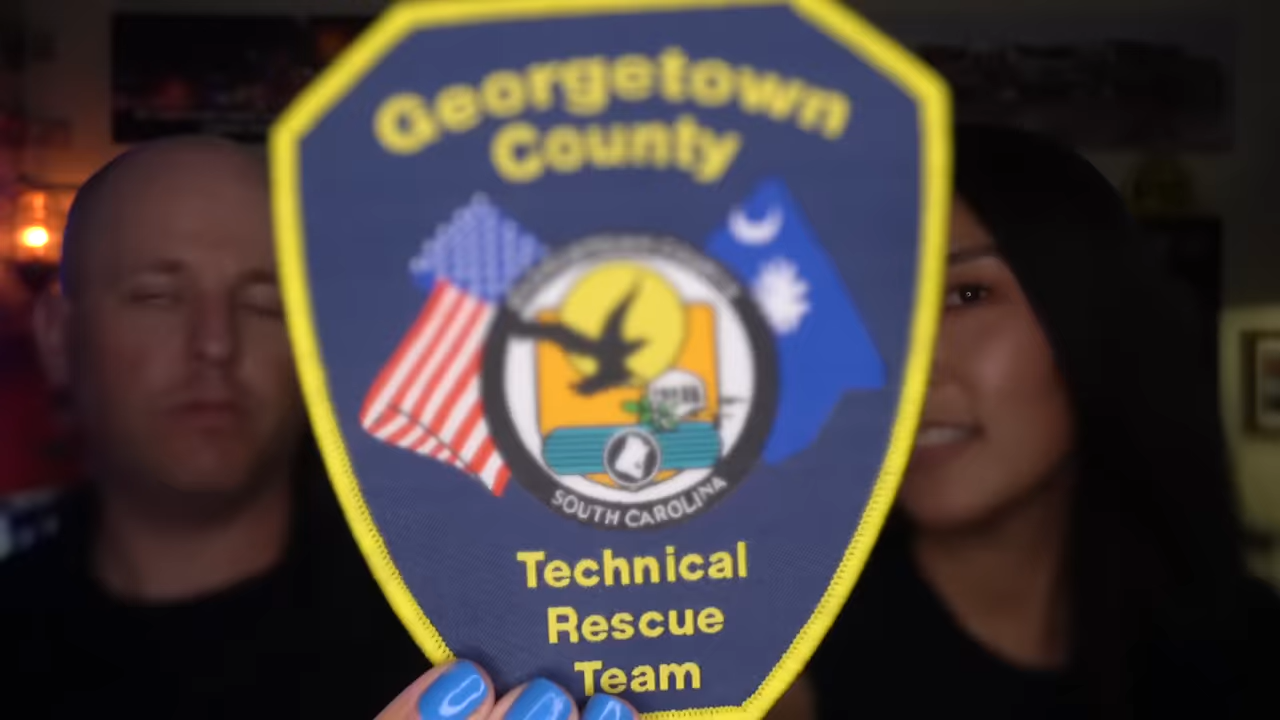 Georgetown
County
SOUTH CAROLINA
Technical
Rescue
Team